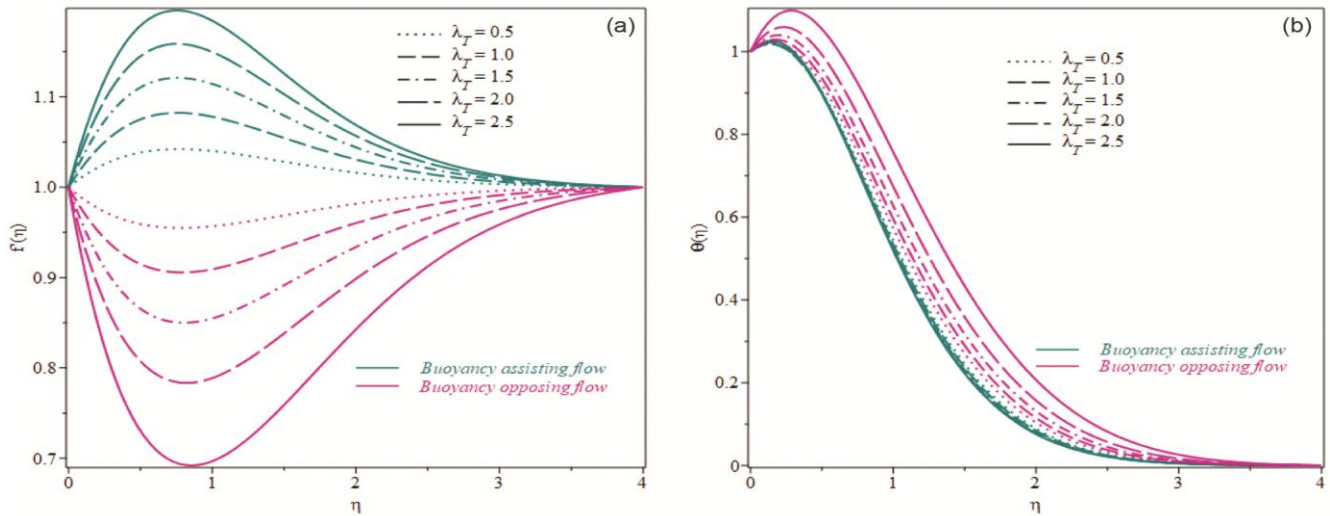 (a)
λT = 0.5
λT = 1.0
λT = 1.5
λT = 2.0
λT = 2.5
1.1
1.0
0.9
0.8
0.7
f'(η)
Buoyancy assisting flow
Buoyancy opposing flow
0 1 2 3 4
η
(b)
λT = 0.5
λT = 1.0
λT = 1.5
λT = 2.0
λT = 2.5
1
0.8
0.6
0.4
0.2
0
θ(η)
Buoyancy assisting flow
Buoyancy opposing flow
0 1 2 3 4
η